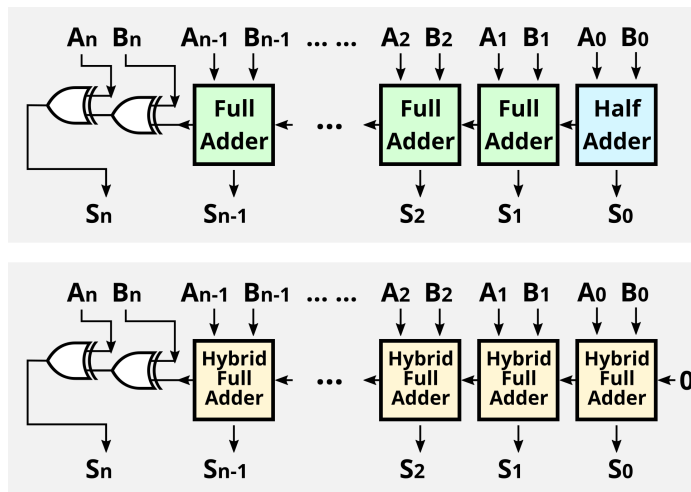 An Bn An-1 Bn-1 ... ... A2 B2 A1 B1 A0 B0
Full Adder Full Adder Full Adder Half Adder
...
Sn Sn-1 S2 S1 S0
An Bn An-1 Bn-1 ... ... A2 B2 A1 B1 A0 B0
Hybrid Full Adder Hybrid Full Adder Hybrid Full Adder Hybrid Full Adder
... 0
Sn Sn-1 S2 S1 S0